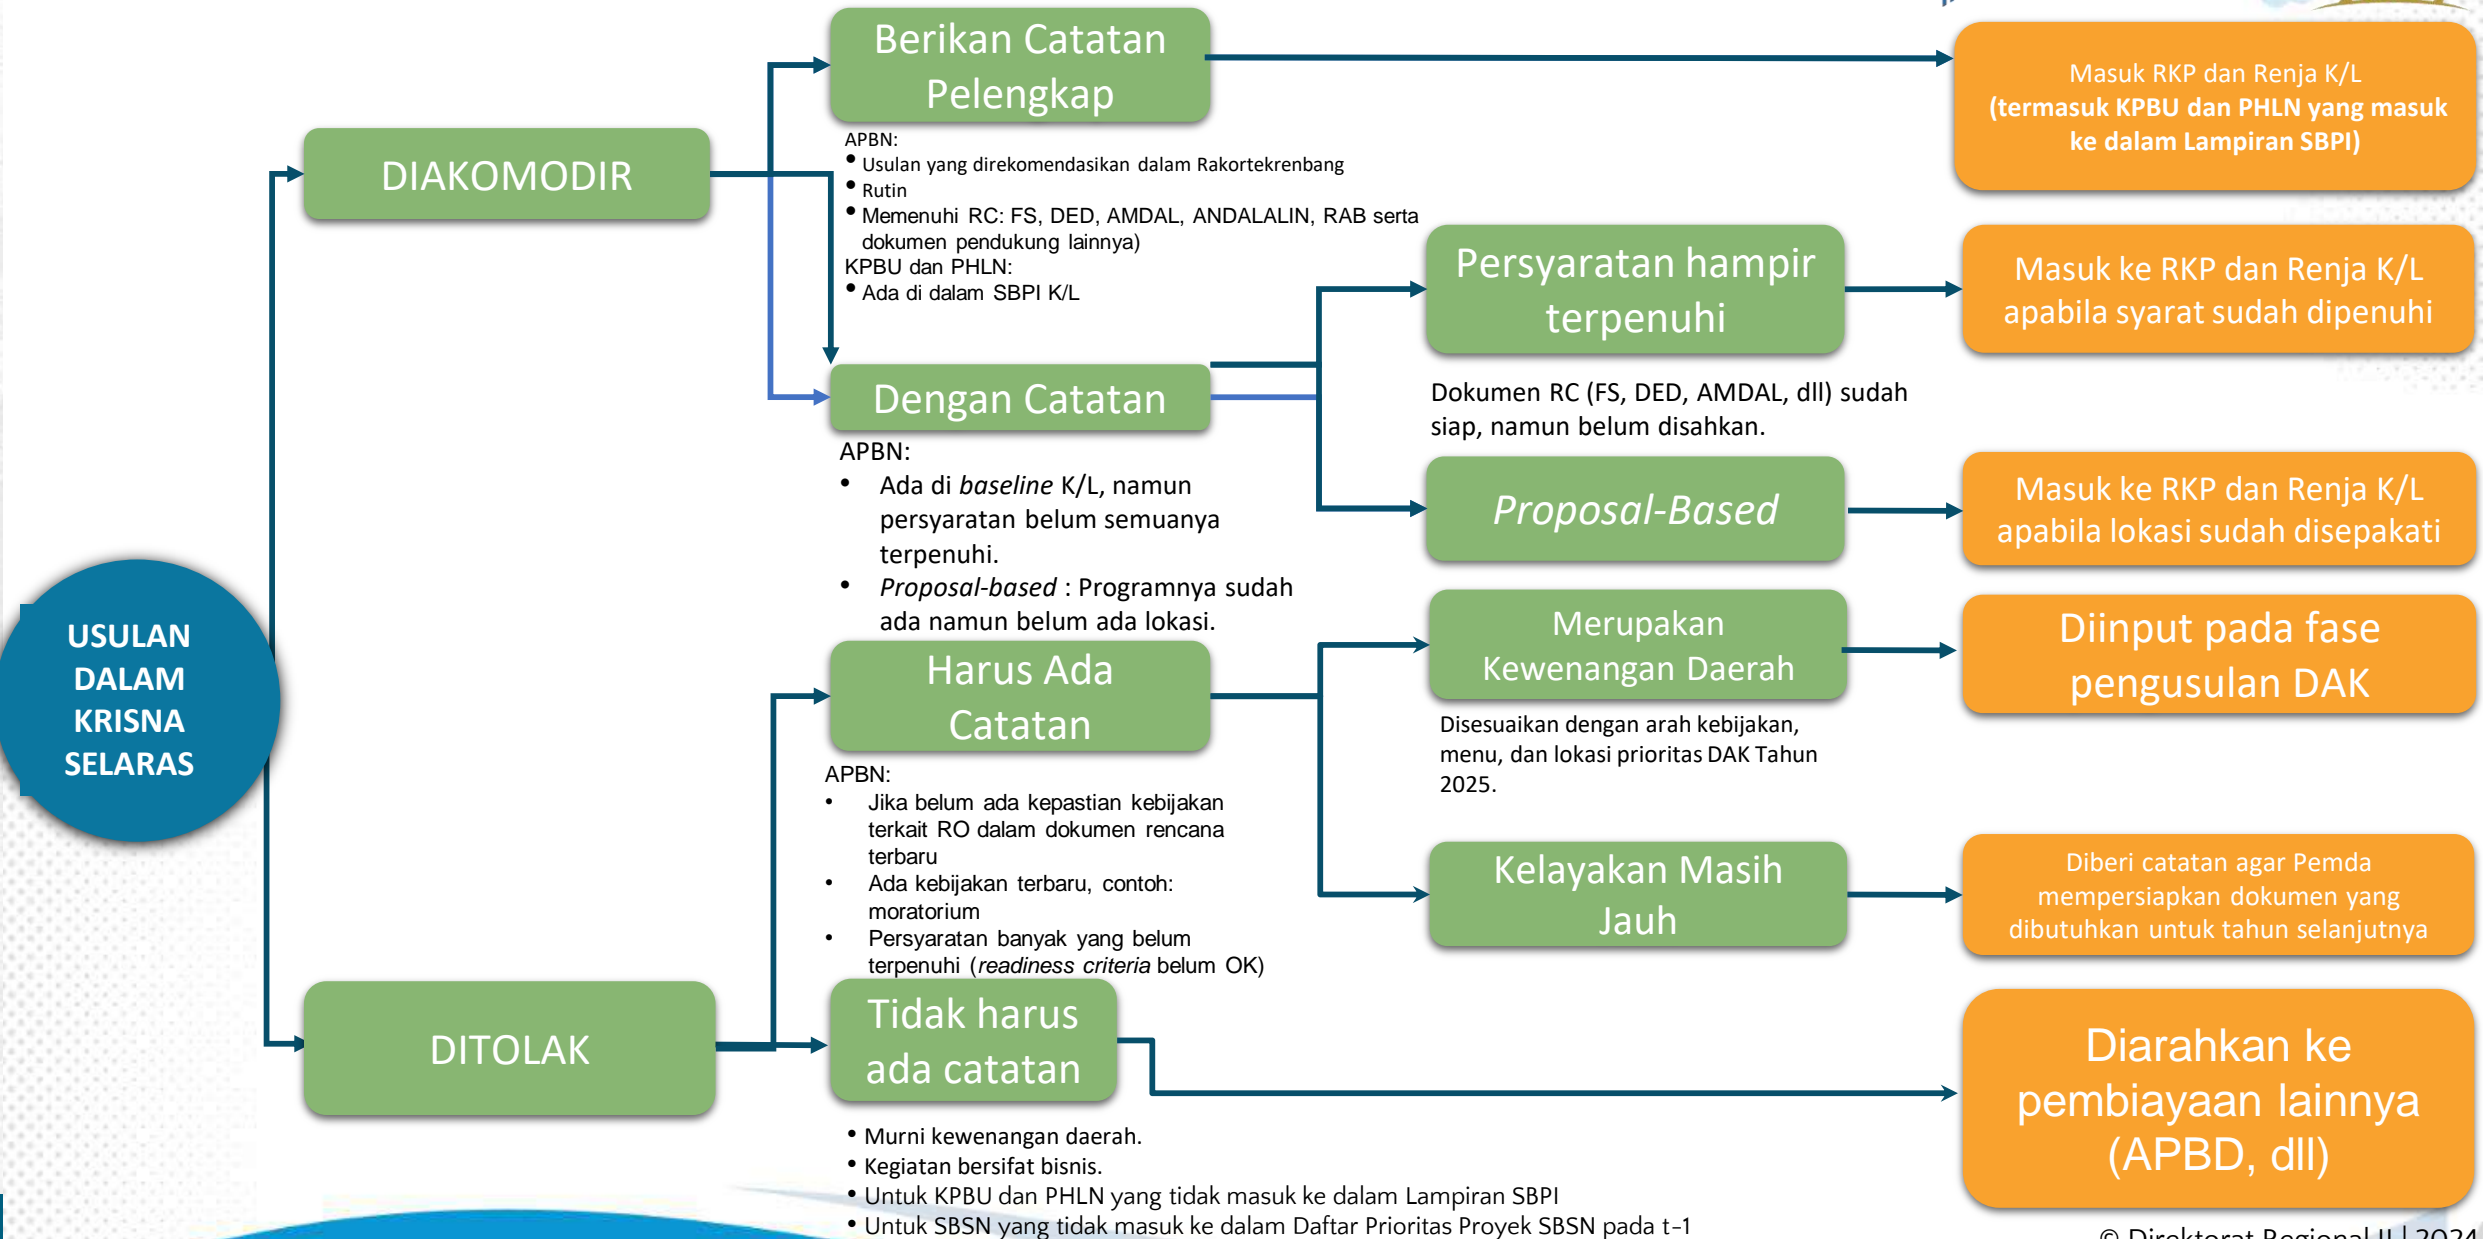 USULAN
DALAM
KRISNA
SELARAS
DIAKOMODIR
Berikan Catatan
Pelengkap
APBN:
• Usulan yang direkomendasikan dalam Rakortekrenbang
• Rutin
• Memenuhi RC: FS, DED, AMDAL, ANDALALIN, RAB serta
dokumen pendukung lainnya)
KPBU dan PHLN:
• Ada di dalam SBPI K/L
Masuk RKP dan Renja K/L
(termasuk KPBU dan PHLN yang masuk
ke dalam Lampiran SBPI)
Dengan Catatan
APBN:
• Ada di baseline K/L, namun
persyaratan belum semuanya
terpenuhi.
• Proposal-based : Programnya sudah
ada namun belum ada lokasi.
Persyaratan hampir
terpenuhi
Dokumen RC (FS, DED, AMDAL, dll) sudah
siap, namun belum disahkan.
Masuk ke RKP dan Renja K/L
apabila syarat sudah dipenuhi
Proposal-Based
Masuk ke RKP dan Renja K/L
apabila lokasi sudah disepakati
DITOLAK
Harus Ada
Catatan
APBN:
• Jika belum ada kepastian kebijakan
terkait RO dalam dokumen rencana
terbaru
• Ada kebijakan terbaru, contoh:
moratorium
• Persyaratan banyak yang belum
terpenuhi (readiness criteria belum OK)
Merupakan
Kewenangan Daerah
Disesuaikan dengan arah kebijakan,
menu, dan lokasi prioritas DAK Tahun
2025.
Diinput pada fase
pengusulan DAK
Kelayakan Masih
Jauh
Diberi catatan agar Pemda
mempersiapkan dokumen yang
dibutuhkan untuk tahun selanjutnya
Tidak harus
ada catatan
• Murni kewenangan daerah.
• Kegiatan bersifat bisnis.
• Untuk KPBU dan PHLN yang tidak masuk ke dalam Lampiran SBPI
• Untuk SBSN yang tidak masuk ke dalam Daftar Prioritas Proyek SBSN pada t-1
Diarahkan ke
pembiayaan lainnya
(APBD, dll)
© Direktorat Regional II | 2024